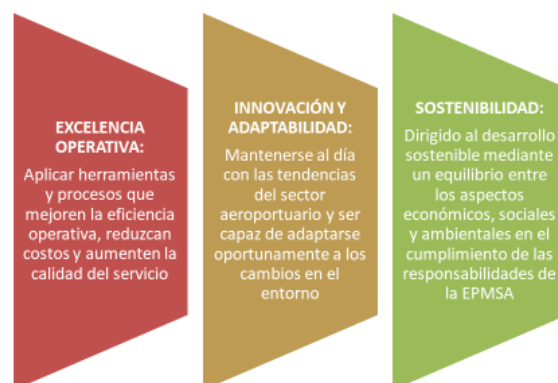 EXCELENCIA
OPERATIVA:
Aplicar herramientas
y procesos que
mejoren la eficiencia
operativa, reduzcan
costos y aumenten la
calidad del servicio
INNOVACIÓN Y
ADAPTABILIDAD:
Mantenerse al día
con las tendencias
del sector
aeroportuario y ser
capaz de adaptarse
oportunamente a los
cambios en el
entorno
SOSTENIBILIDAD:
Dirigido al desarrollo
sostenible mediante
un equilibrio entre
los aspectos
económicos, sociales
y ambientales en el
cumplimiento de las
responsabilidades de
la EPMSA